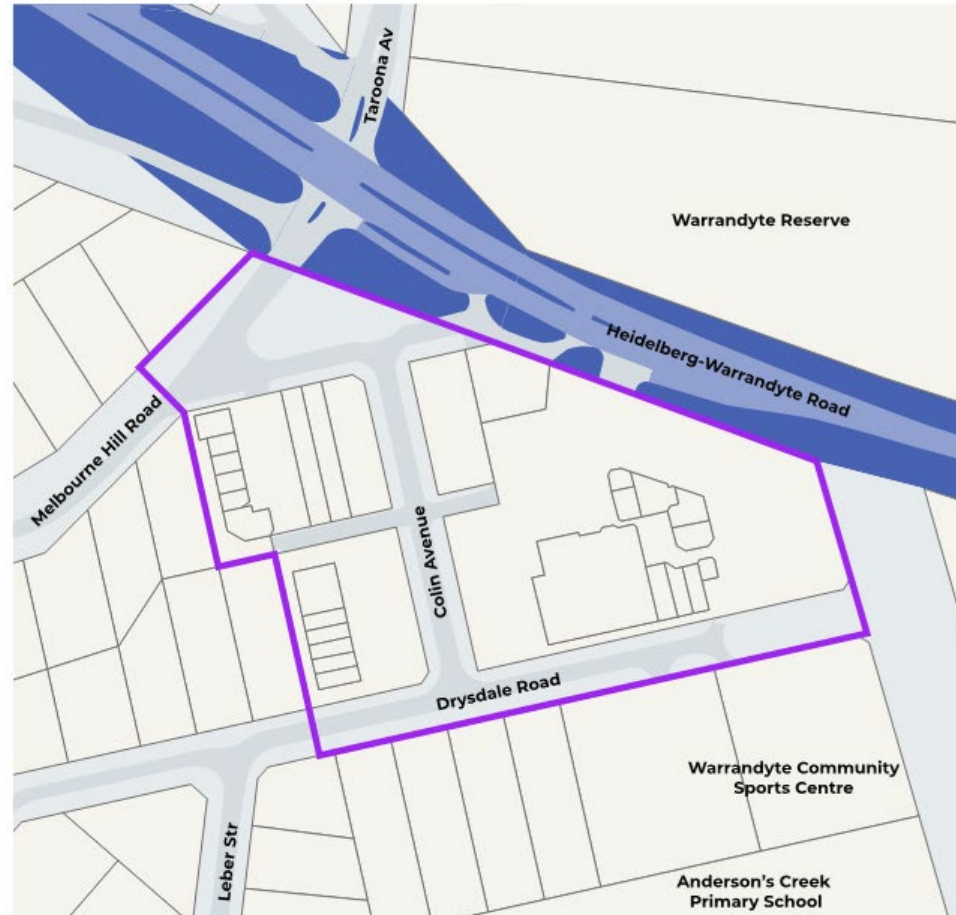 Taroona Av
Warrandyte Reserve
Heidelberg-Warrandyte Road
Melbourne Hill Road
Colin Avenue
Drysdale Road
Warrandyte Community
Sports Centre
Leber Str
Anderson's Creek
Primary School